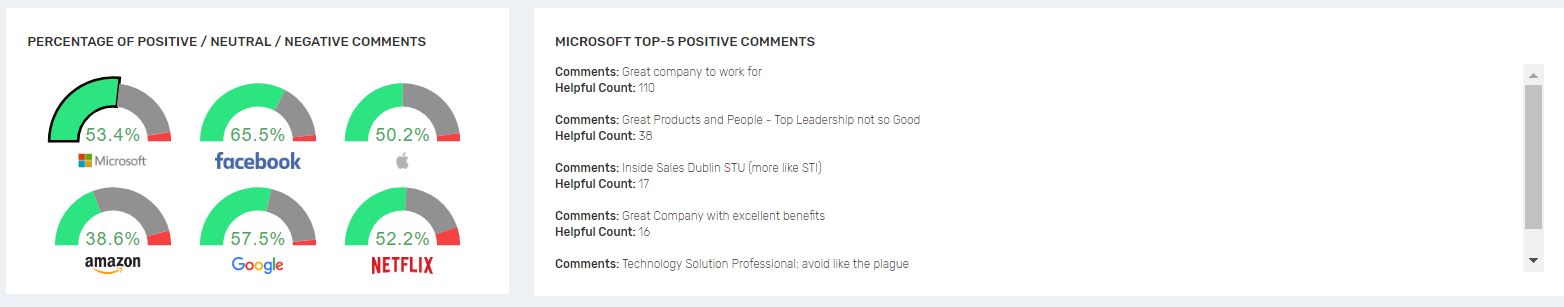 PERCENTAGE OF POSITIVE / NEUTRAL / NEGATIVE COMMENTS
53.4%
65.5%
50.2%
Microsoft
facebook
38.6%
57.5%
52.2%
amazon
Google
NETFLIX
MICROSOFT TOP-5 POSITIVE COMMENTS
Comments: Great company to work for
Helpful Count: 110
Comments: Great Products and People - Top Leadership not so Good
Helpful Count: 38
Comments: Inside Sales Dublin STU (more like STI)
Helpful Count: 17
Comments: Great Company with excellent benefits
Helpful Count: 16
Comments: Technology Solution Professional: avoid like the plague